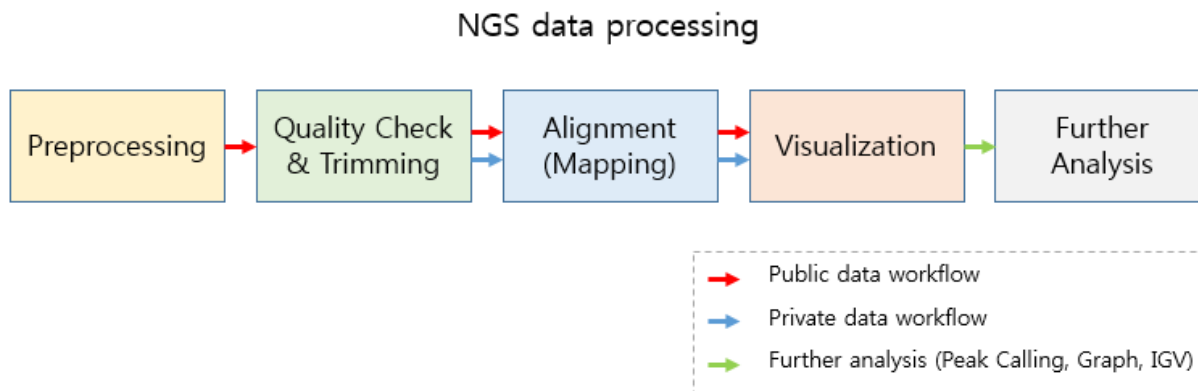 NGS data processing
Preprocessing
Quality Check
& Trimming
Alignment
(Mapping)
Visualization
Further
Analysis
Public data workflow
Private data workflow
Further analysis (Peak Calling, Graph, IGV)